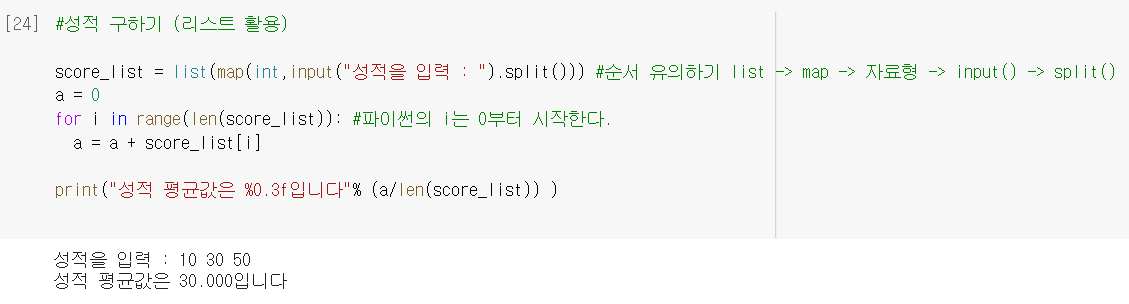 [24] #성적 구하기 (리스트 활용)
score_list = list(map(int,input("성적을 입력 : ").split())) #순서 유의하기 list -> map -> 자료형 -> input() -> split()
a = 0
for i in range(len(score_list)): #파이썬의 i는 0부터 시작한다.
  a = a + score_list[i]
print("성적 평균값은 %0.3f입니다"% (a/len(score_list)) )
성적을 입력 : 10 30 50
성적 평균값은 30.000입니다